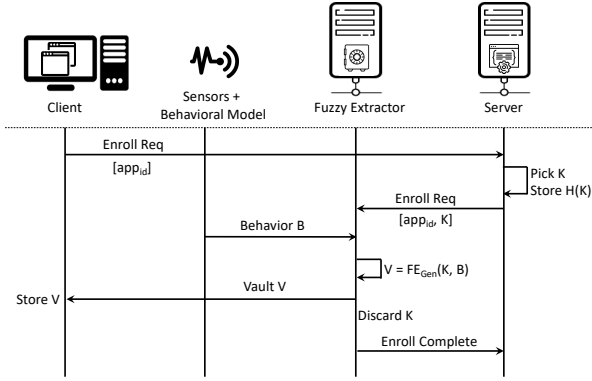 Client
Sensors +
Behavioral Model
Fuzzy Extractor
Server
Enroll Req
[app_id]
Pick K
Store H(K)
Enroll Req
[app_id, K]
Behavior B
V = FE_Gen(K, B)
Vault V
Store V
Discard K
Enroll Complete